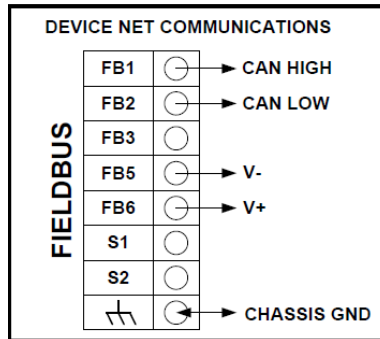 DEVICE NET COMMUNICATIONS
FIELDBUS
FB1 CAN HIGH
FB2 CAN LOW
FB3
FB5 V-
FB6 V+
S1
S2
CHASSIS GND